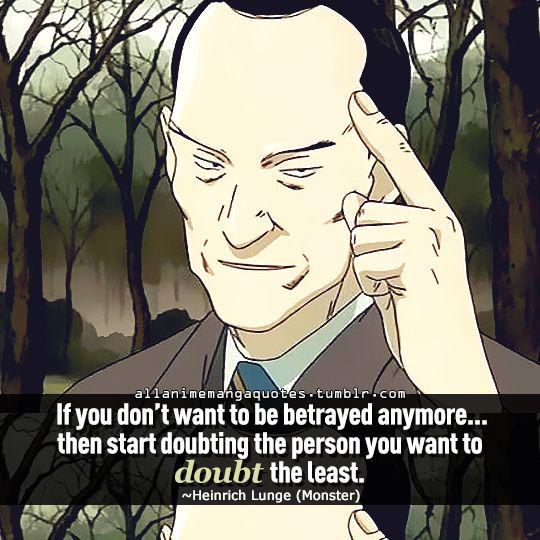 allanimemangaquotes.tumblr.com
If you don't want to be betrayed anymore...
then start doubting the person you want to
doubt the least.
~Heinrich Lunge (Monster)